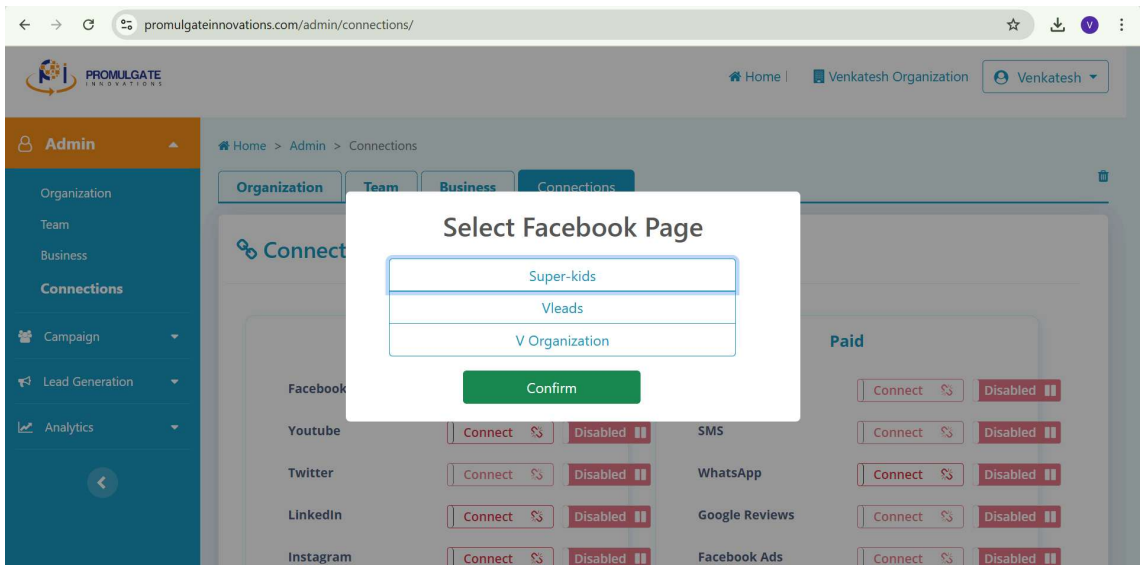 promulgateinnovations.com/admin/connections/
V
PROMULGATE
INNOVATIONS
Home |
Venkatesh Organization
Venkatesh
Admin
Organization
Team
Business
Connections
Campaign
Lead Generation
Analytics
Home > Admin > Connections
Organization
Team
Business
Connections
Connect
Select Facebook Page
Super-kids
Vleads
V Organization
Confirm
Paid
Facebook
Connect Disabled
Youtube Connect Disabled
SMS Connect Disabled
Twitter Connect Disabled
WhatsApp Connect Disabled
LinkedIn Connect Disabled
Google Reviews Connect Disabled
Instagram Connect Disabled
Facebook Ads Connect Disabled